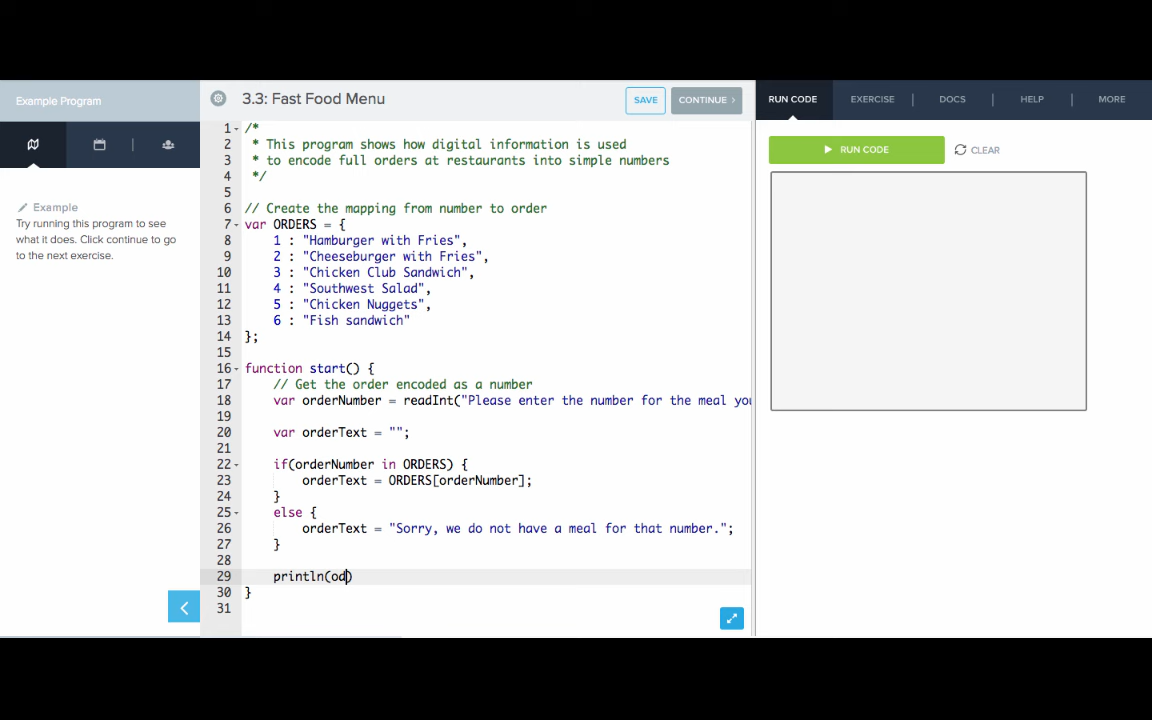 Example Program
3.3: Fast Food Menu
SAVE
CONTINUE >
RUN CODE
EXERCISE
DOCS
HELP
MORE
RUN CODE
CLEAR
Example
Try running this program to see
what it does. Click continue to go
to the next exercise.
1 /*
2  * This program shows how digital information is used
3  * to encode full orders at restaurants into simple numbers
4  */
5
6 // Create the mapping from number to order
7 var ORDERS = {
8     1 : "Hamburger with Fries",
9     2 : "Cheeseburger with Fries",
10     3 : "Chicken Club Sandwich",
11     4 : "Southwest Salad",
12     5 : "Chicken Nuggets",
13     6 : "Fish sandwich"
14 };
15
16 function start() {
17     // Get the order encoded as a number
18     var orderNumber = readInt("Please enter the number for the meal you
19
20     var orderText = "";
21
22     if(orderNumber in ORDERS) {
23         orderText = ORDERS[orderNumber];
24     }
25     else {
26         orderText = "Sorry, we do not have a meal for that number.";
27     }
28
29     println(od)
30 }
31